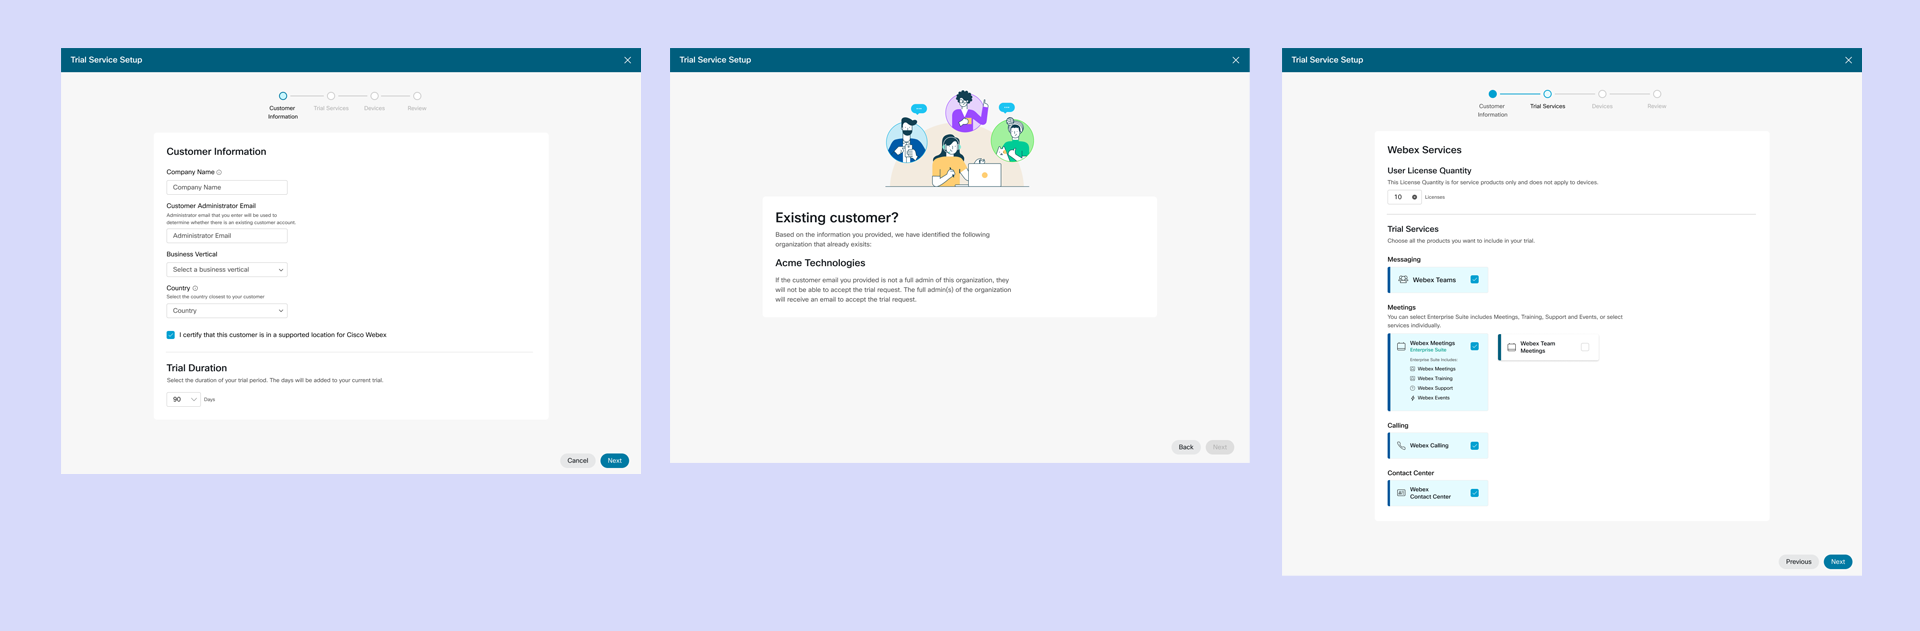 Trial Service Setup
Customer
Information
Trial Services
Devices
Review
Customer Information
Company Name
Company Name
Customer Administrator Email
Administrator email that you enter will be used to
determine whether there is an existing customer account.
Administrator Email
Business Vertical
Select a business vertical
Country
Select the country closest to your customer
Country
I certify that this customer is in a supported location for Cisco Webex
Trial Duration
Select the duration of your trial period. The days will be added to your current trial.
90
Days
Cancel
Next
Trial Service Setup
Existing customer?
Based on the information you provided, we have identified the following
organization that already exisits:
Acme Technologies
If the customer email you provided is not a full admin of this organization, they
will not be able to accept the trial request. The full admin(s) of the organization
will receive an email to accept the trial request.
Back
Next
Trial Service Setup
Customer
Information
Trial Services
Devices
Review
Webex Services
User License Quantity
This License Quantity is for service products only and does not apply to devices.
10
Licenses
Trial Services
Choose all the products you want to include in your trial.
Messaging
Webex Teams
Meetings
You can select Enterprise Suite includes Meetings, Training, Support and Events, or select
services individually.
Webex Meetings
Enterprise Suite
Enterprise Suite Includes:
Webex Meetings
Webex Training
Webex Support
Webex Events
Webex Team
Meetings
Calling
Webex Calling
Contact Center
Webex
Contact Center
Previous
Next